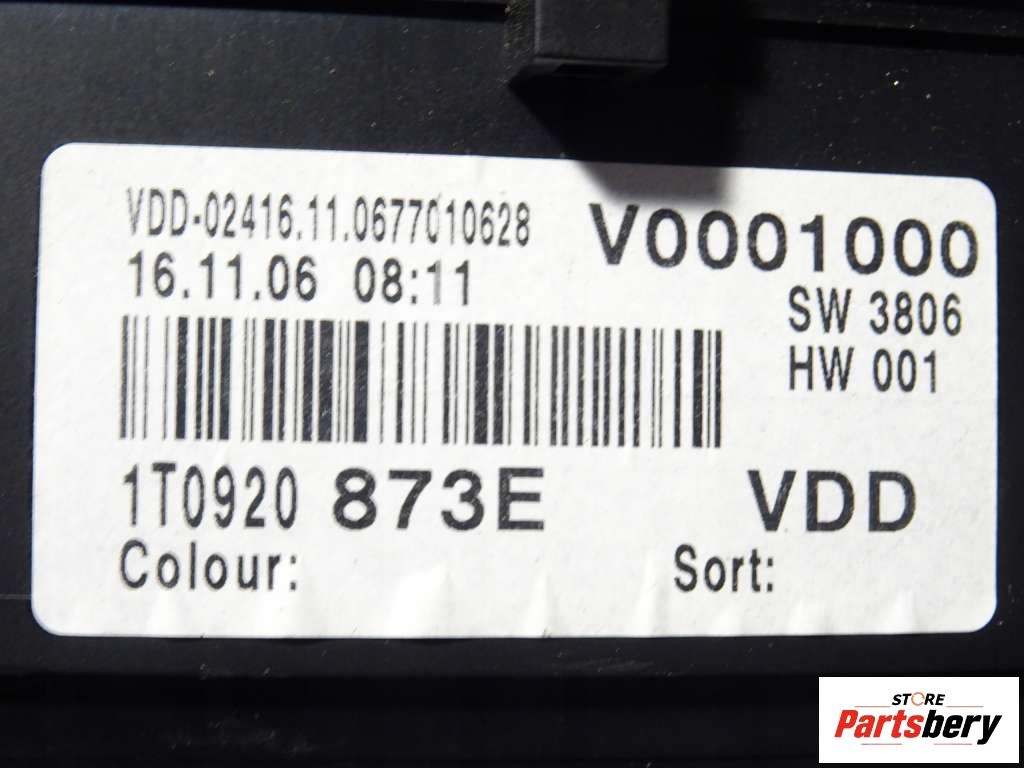 VDD-02416.11.0677010628
V0001000
16.11.06 08:11
SW 3806
HW 001
1T0920 873E VDD
Colour: Sort:
STORE
Partsbery